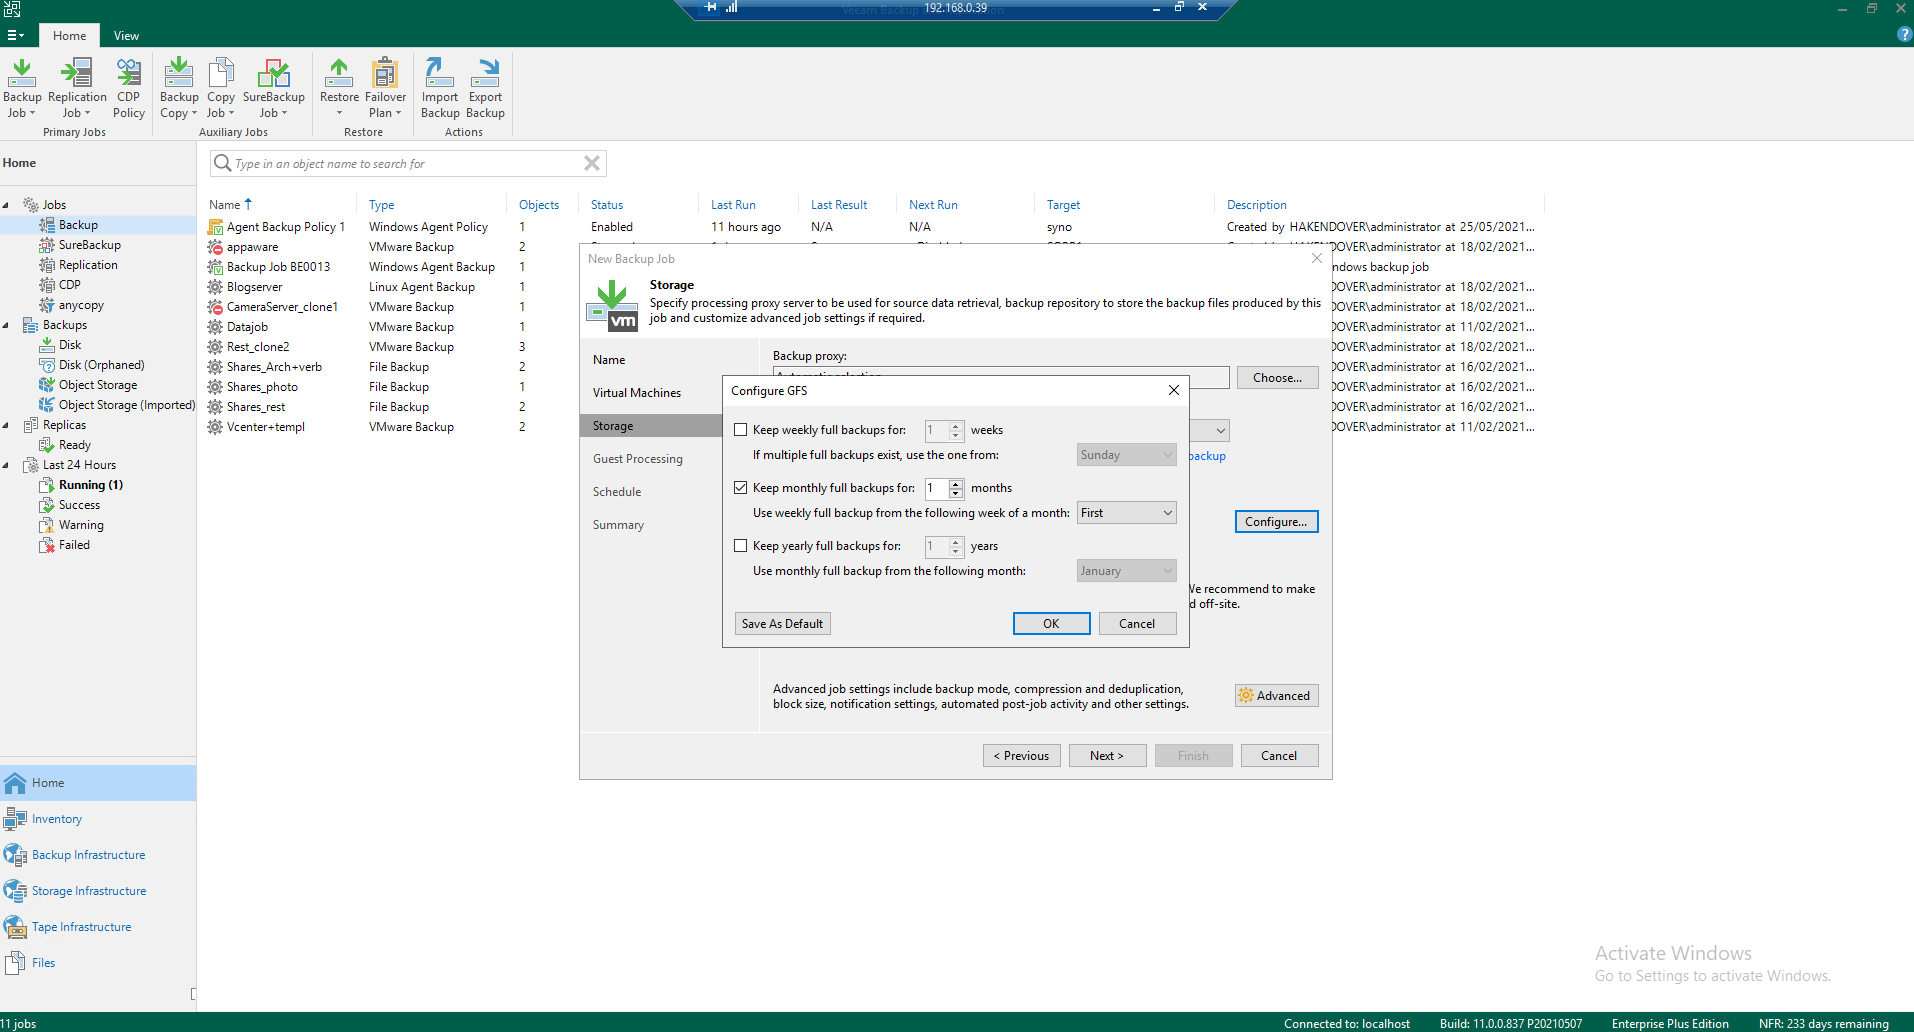 192.168.0.39
Home
View
Backup Job
Replication Job
CDP Policy
Backup Copy
Copy Job
SureBackup Job
Restore
Failover Plan
Import Backup
Export Backup
Primary Jobs
Auxiliary Jobs
Restore
Actions
Home
Type in an object name to search for
Jobs
Backup
SureBackup
Replication
CDP
anycopy
Backups
Disk
Disk (Orphaned)
Object Storage
Object Storage (Imported)
Replicas
Ready
Last 24 Hours
Running (1)
Success
Warning
Failed
Home
Inventory
Backup Infrastructure
Storage Infrastructure
Tape Infrastructure
Files
Name Type Objects Status Last Run Last Result Next Run Target Description
Agent Backup Policy 1 Windows Agent Policy 1 Enabled 11 hours ago N/A N/A syno Created by HAKENDOVER\administrator at 25/05/2021...
appaware VMware Backup 2 DOVER\administrator at 18/02/2021...
Backup Job BE0013 Windows Agent Backup 1 ndows backup job
Blogserver Linux Agent Backup 1 DOVER\administrator at 18/02/2021...
CameraServer_clone1 VMware Backup 1 DOVER\administrator at 18/02/2021...
Datajob VMware Backup 1 DOVER\administrator at 11/02/2021...
Rest_clone2 VMware Backup 3 DOVER\administrator at 18/02/2021...
Shares_Arch+verb File Backup 2 DOVER\administrator at 16/02/2021...
Shares_photo File Backup 1 DOVER\administrator at 16/02/2021...
Shares_rest File Backup 2 DOVER\administrator at 16/02/2021...
Vcenter+templ VMware Backup 2 DOVER\administrator at 11/02/2021...
New Backup Job
Storage
Specify processing proxy server to be used for source data retrieval, backup repository to store the backup files produced by this
job and customize advanced job settings if required.
vm
Name
Virtual Machines
Storage
Guest Processing
Schedule
Summary
Backup proxy:
Choose...
backup
Configure...
We recommend to make
d off-site.
Configure GFS
Keep weekly full backups for: 1 weeks
If multiple full backups exist, use the one from: Sunday
Keep monthly full backups for: 1 months
Use weekly full backup from the following week of a month: First
Keep yearly full backups for: 1 years
Use monthly full backup from the following month: January
Save As Default OK Cancel
Advanced job settings include backup mode, compression and deduplication,
block size, notification settings, automated post-job activity and other settings.
Advanced
< Previous Next > Finish Cancel
Activate Windows
Go to Settings to activate Windows.
11 jobs
Connected to: localhost Build: 11.0.0.837 P20210507 Enterprise Plus Edition NFR: 233 days remaining